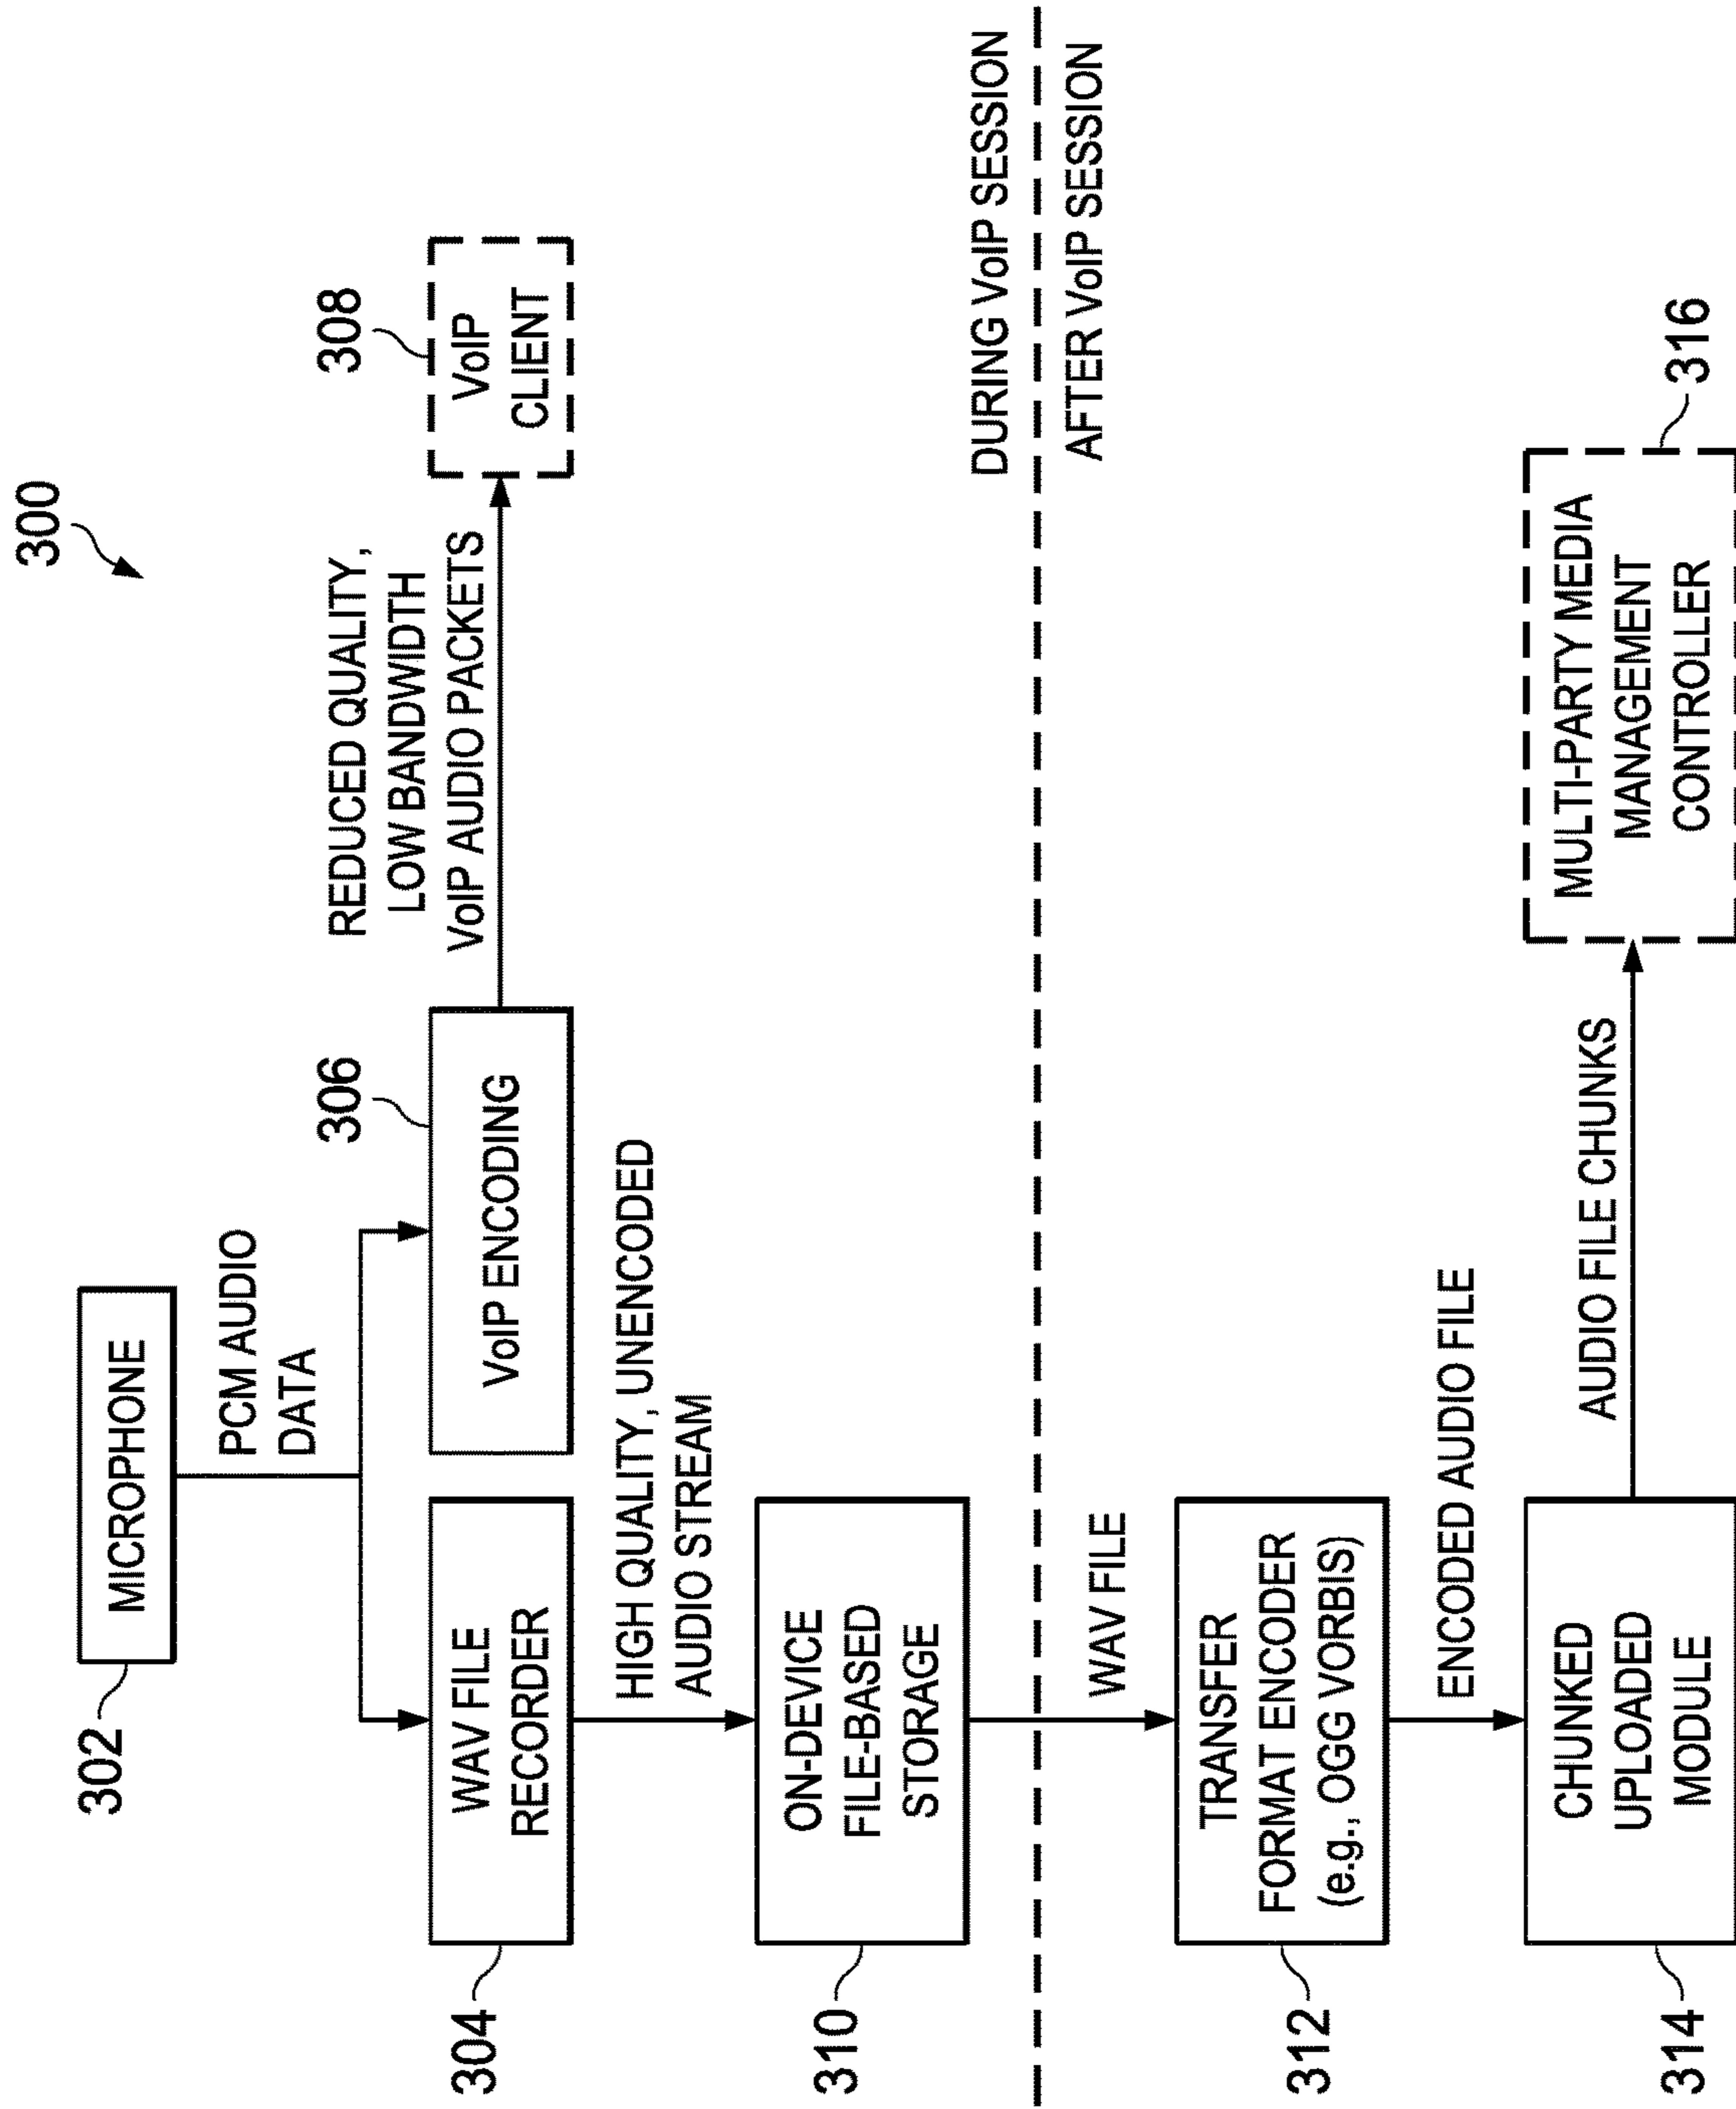 300
302
MICROPHONE
PCM AUDIO
DATA
304
WAV FILE
RECORDER
306
VoIP ENCODING
REDUCED QUALITY,
LOW BANDWIDTH
VoIP AUDIO PACKETS
308
VoIP
CLIENT
HIGH QUALITY, UNENCODED
AUDIO STREAM
310
ON-DEVICE
FILE-BASED
STORAGE
DURING VoIP SESSION
AFTER VoIP SESSION
WAV FILE
312
TRANSFER
FORMAT ENCODER
(e.g., OGG VORBIS)
ENCODED AUDIO FILE
314
CHUNKED
UPLOADED
MODULE
AUDIO FILE CHUNKS
MULTI-PARTY MEDIA
MANAGEMENT
CONTROLLER
316